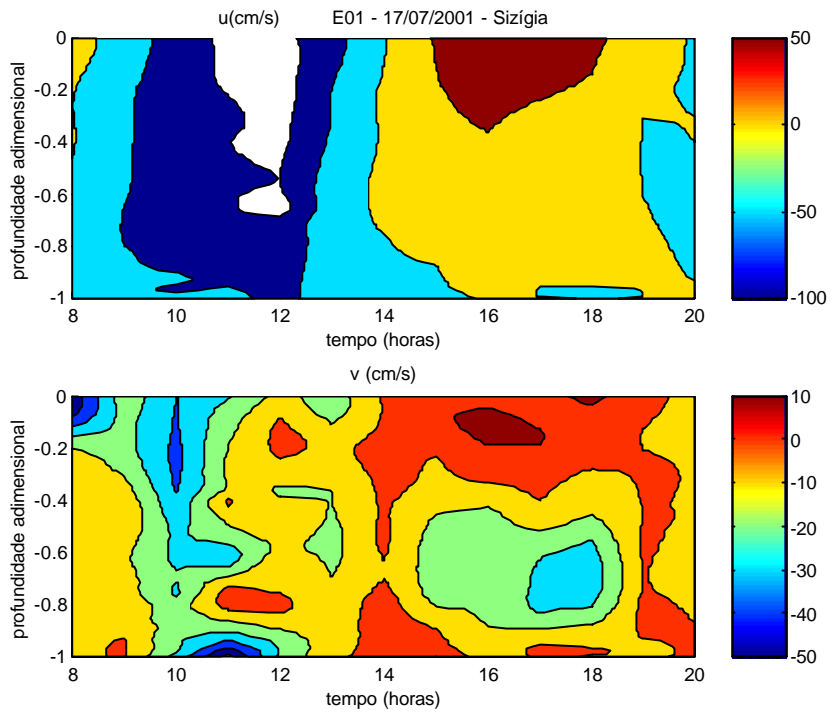 u(cm/s) E01 - 17/07/2001 - Sizígia
profundidade adimensional
0
-0.2
-0.4
-0.6
-0.8
-1
8 10 12 14 16 18 20
tempo (horas)
50
0
-50
-100
v (cm/s)
profundidade adimensional
0
-0.2
-0.4
-0.6
-0.8
-1
8 10 12 14 16 18 20
tempo (horas)
10
0
-10
-20
-30
-40
-50